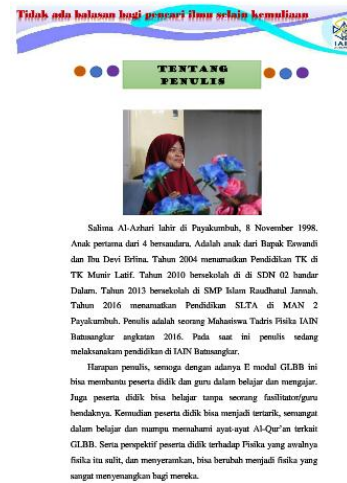 Tidak ada balasan bagi pencari ilmu selain kemuliaan
IAIN
TENTANG
PENULIS
Salima Al-Azhari lahir di Payakumbuh, 8 November 1998.
Anak pertama dari 4 bersaudara. Adalah anak dari Bapak Eswandi
dan Ibu Devi Erlina. Tahun 2004 menamatkan Pendidikan TK di
TK Munir Latif. Tahun 2010 bersekolah di di SDN 02 bandar
Dalam. Tahun 2013 bersekolah di SMP Islam Raudhatul Jannah.
Tahun 2016 menamatkan Pendidikan SLTA di MAN 2
Payakumbuh. Penulis adalah seorang Mahasiswa Tadris Fisika IAIN
Batusangkar angkatan 2016. Pada saat ini penulis sedang
melaksanakam pendidikan di IAIN Batusangkar.
Harapan penulis, semoga dengan adanya E modul GLBB ini
bisa membantu peserta didik dan guru dalam belajar dan mengajar.
Juga peserta didik bisa belajar tanpa seorang fasilitator/guru
hendaknya. Kemudian peserta didik bisa menjadi tertarik, semangat
dalam belajar dan mampu memahami ayat-ayat Al-Qur'an terkait
GLBB. Serta perspektif peserta didik terhadap Fisika yang awalnya
fisika itu sulit, dan menyeramkan, bisa berubah menjadi fisika yang
sangat menyenangkan bagi mereka.